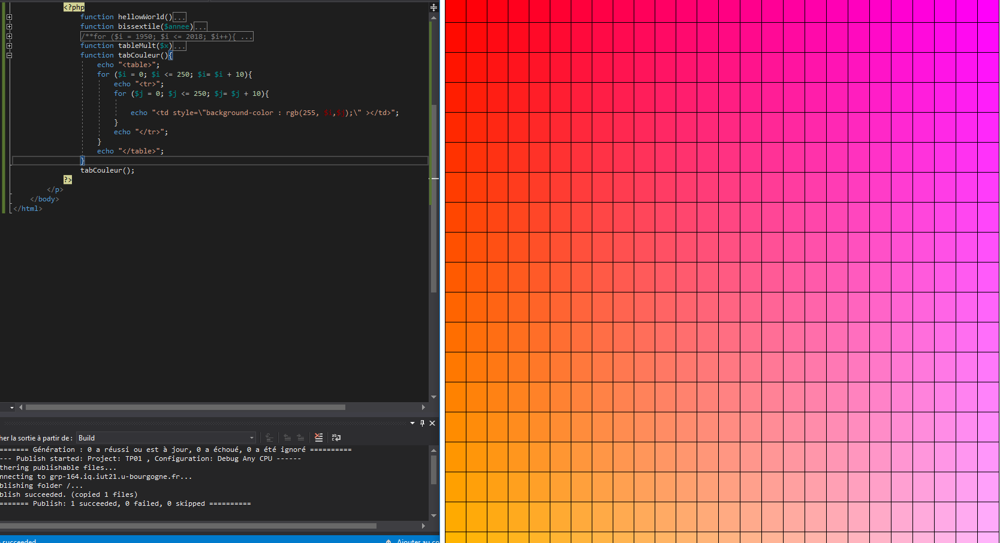 <?php
function hellowWorld()...
function bissextile($annee)...
/**for ($i = 1950; $i <= 2018; $i++){ ...
function tableMult($x)...
function tabCouleur(){
echo "<table>";
for ($i = 0; $i <= 250; $i= $i + 10){
echo "<tr>";
for ($j = 0; $j <= 250; $j= $j + 10){
echo "<td style=\"background-color : rgb(255, $i,$j);\" ></td>";
}
echo "</tr>";
}
echo "</table>";
}
tabCouleur();
?>
</p>
</body>
</html>
her la sortie à partir de : Build
======= Génération : 0 a réussi ou est à jour, 0 a échoué, 0 a été ignoré ==========
--- Publish started: Project: TP01 , Configuration: Debug Any CPU ------
thering publishable files...
nnecting to grp-164.iq.iut21.u-bourgogne.fr...
blishing folder /...
blish succeeded. (copied 1 files)
======= Publish: 1 succeeded, 0 failed, 0 skipped ==========
succeeded
Ajouter au co